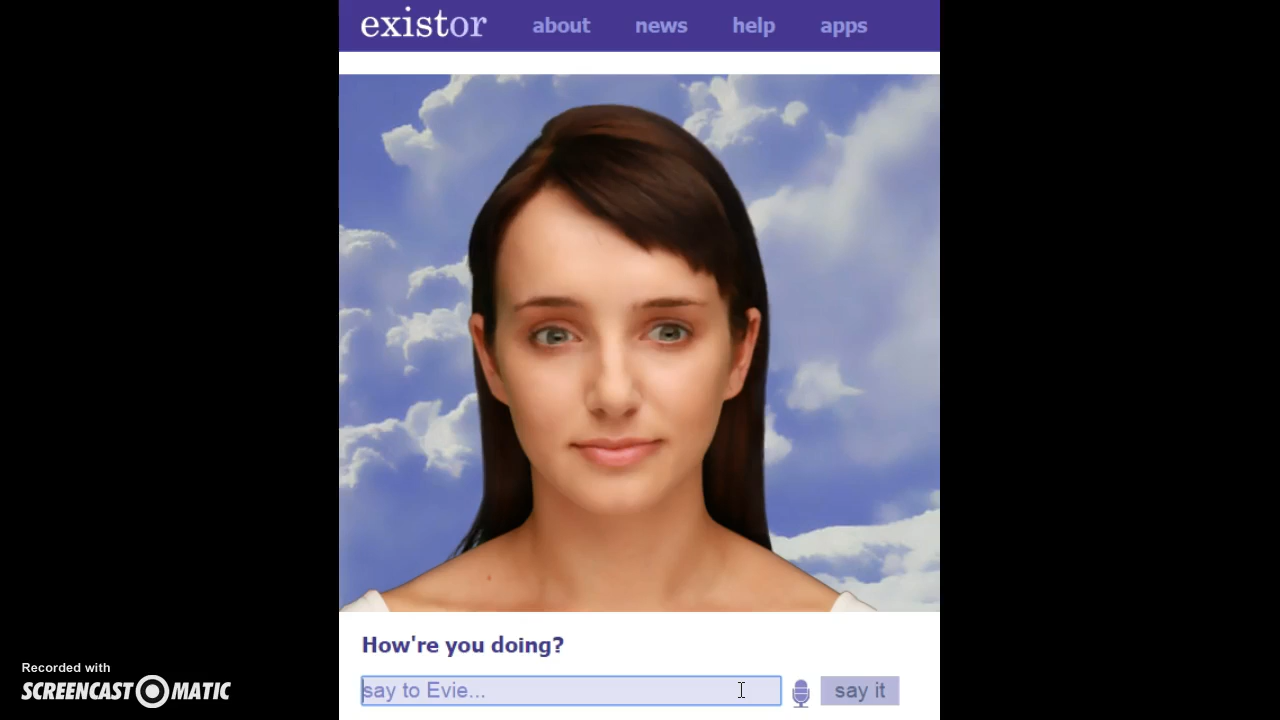 existor about news help apps
How're you doing?
say to Evie...
say it
Recorded with
SCREENCAST MATIC